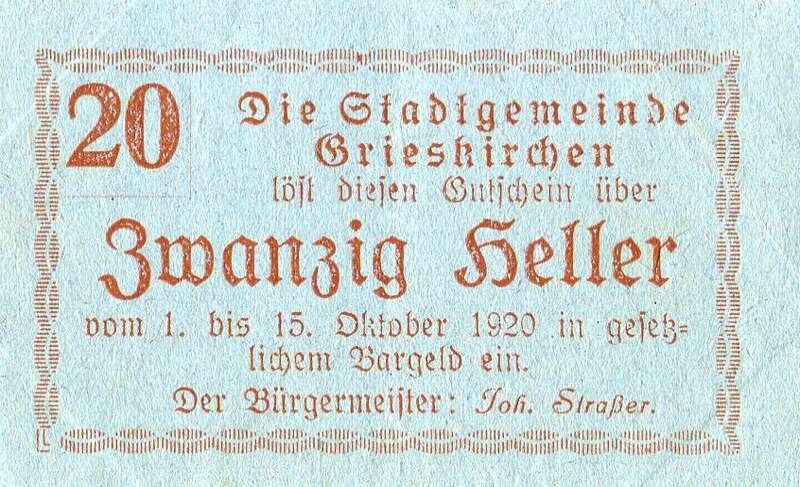 20
Die Stadtgemeinde
Grieskirchen
löst diesen Gutschein über
Zwanzig Heller
vom 1. bis 15. Oktober 1920 in gesetz=
lichem Bargeld ein.
Der Bürgermeister: Joh. Straßer.